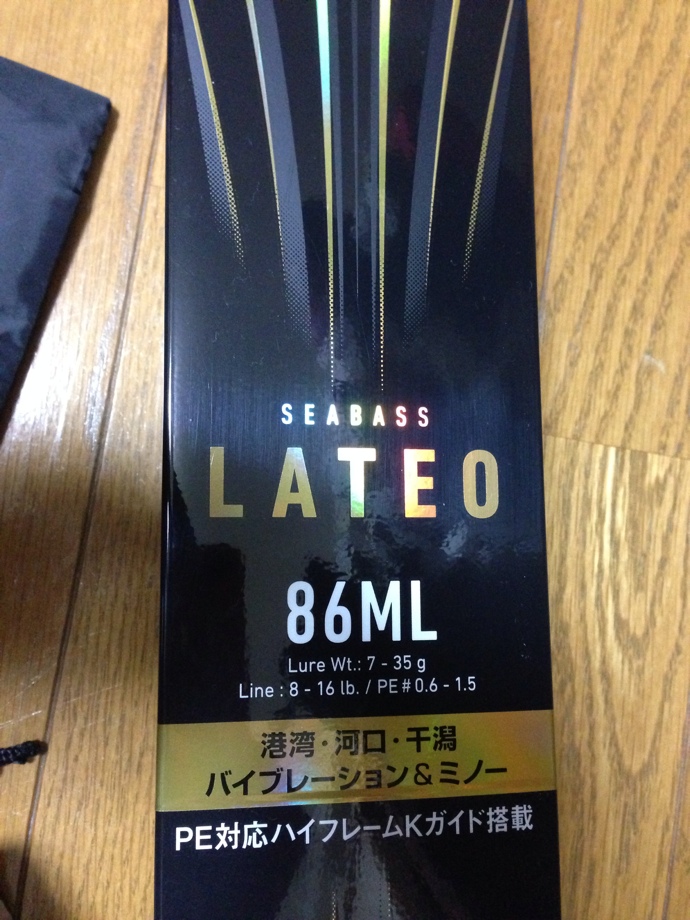 SEABASS
LATEO
86ML
Lure Wt.: 7 - 35 g
Line : 8 - 16 lb. / PE#0.6 - 1.5
港湾・河口・干潟
バイブレーション&ミノー
PE対応ハイフレームKガイド搭載